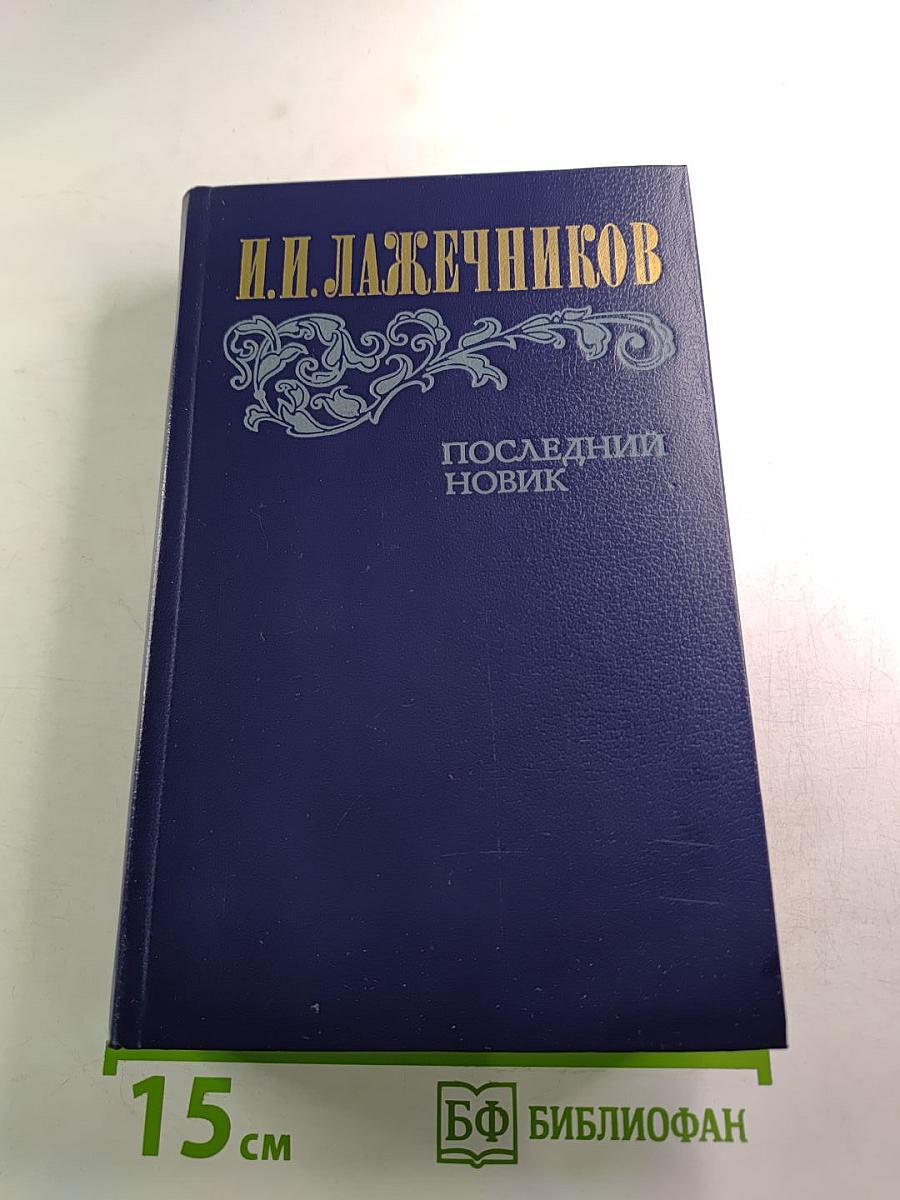 И.И.ЛАЖЕЧНИКОВ
ПОСЛЕДНИЙ
НОВИК
15 см
БФ БИБЛИОФАН